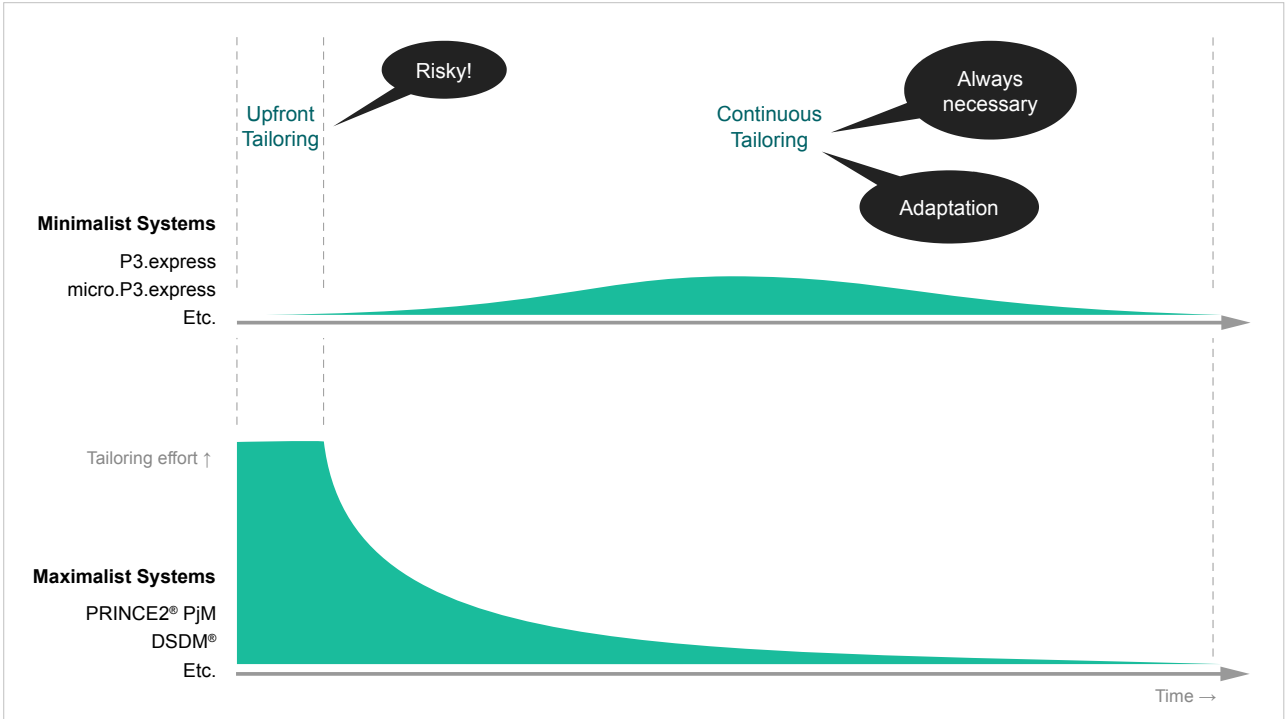 Risky!
Upfront
Tailoring
Continuous
Tailoring
Always
necessary
Adaptation
Minimalist Systems
P3.express
micro.P3.express
Etc.
Tailoring effort ↑
Maximalist Systems
PRINCE2® PjM
DSDM®
Etc.
Time →